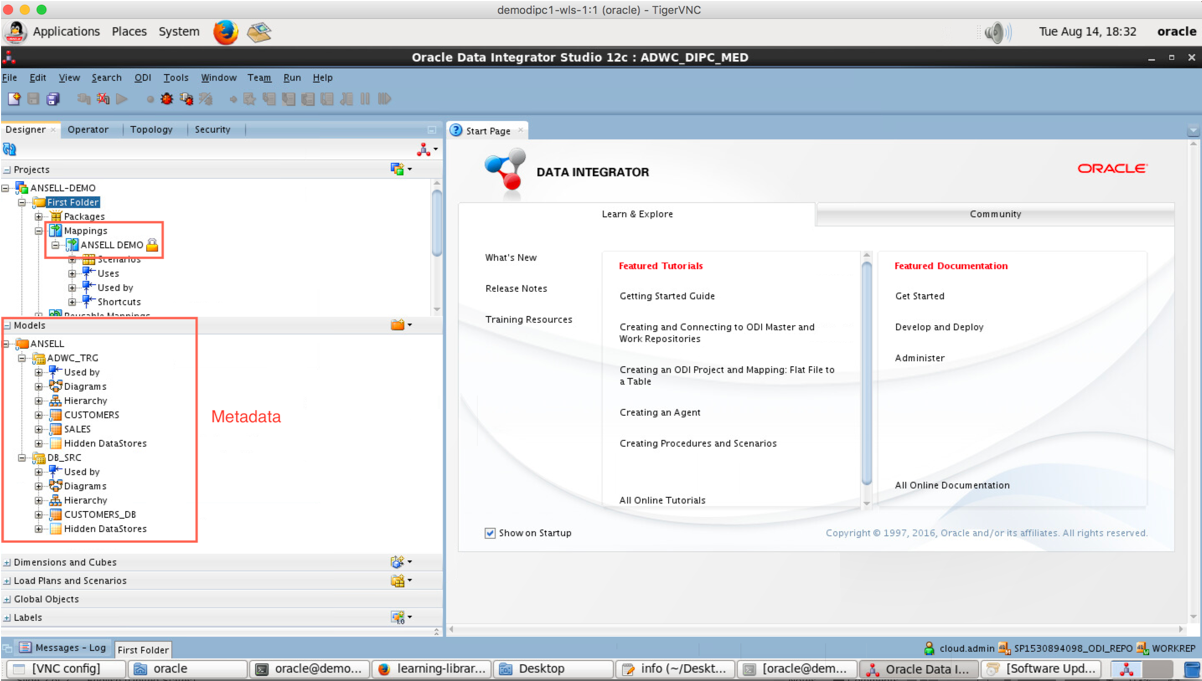 demodipc1-wls-1:1 (oracle) - TigerVNC
Applications Places System Tue Aug 14, 18:32 oracle
Oracle Data Integrator Studio 12c : ADWC_DIPC_MED
File Edit View Search ODI Tools Window Team Run Help
Designer Operator Topology Security
Projects
ANSELL-DEMO
First Folder
Packages
Mappings
ANSELL DEMO
Scenarios
Uses
Used by
Shortcuts
Reusable Mappings
Models
ANSELL
ADWC_TRG
Used by
Diagrams
Hierarchy
CUSTOMERS
SALES
Hidden DataStores
DB_SRC
Used by
Diagrams
Hierarchy
CUSTOMERS_DB
Hidden DataStores
Metadata
Dimensions and Cubes
Load Plans and Scenarios
Global Objects
Labels
Start Page
DATA INTEGRATOR
ORACLE
Learn & Explore
Community
What's New
Release Notes
Training Resources
Featured Tutorials
Getting Started Guide
Creating and Connecting to ODI Master and
Work Repositories
Creating an ODI Project and Mapping: Flat File to
a Table
Creating an Agent
Creating Procedures and Scenarios
All Online Tutorials
Featured Documentation
Get Started
Develop and Deploy
Administer
All Online Documentation
Show on Startup
Copyright © 1997, 2016, Oracle and/or its affiliates. All rights reserved.
Messages - Log First Folder
cloud.admin SP1530894098_ODI_REPO WORKREP
[VNC config] oracle oracle@demo... learning-librar... Desktop info (~/Deskt... [oracle@dem... Oracle Data I... [Software Upd...